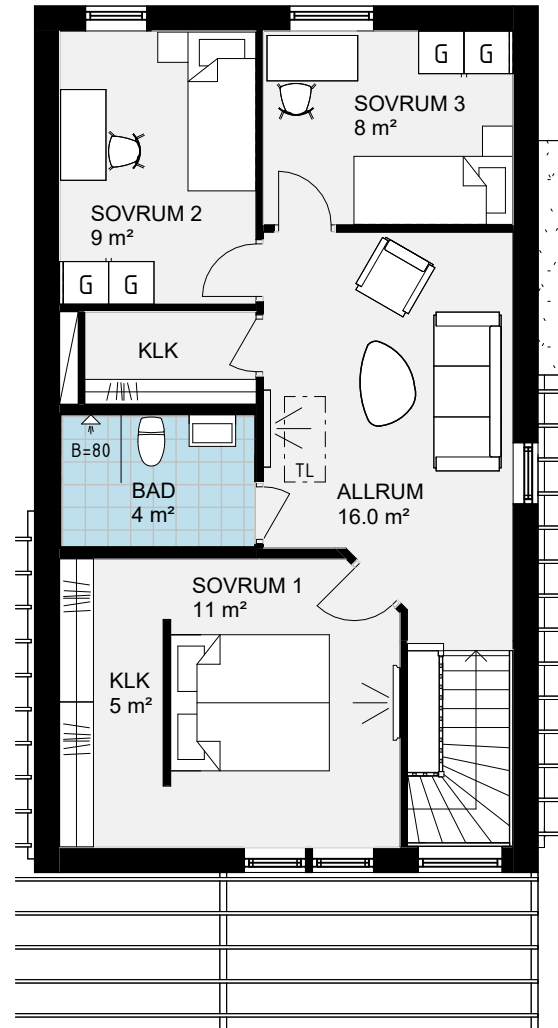 G
G
SOVRUM 3
8 m²
SOVRUM 2
9 m²
G
G
KLK
B=80
TL
BAD
4 m²
ALLRUM
16.0 m²
SOVRUM 1
11 m²
KLK
5 m²